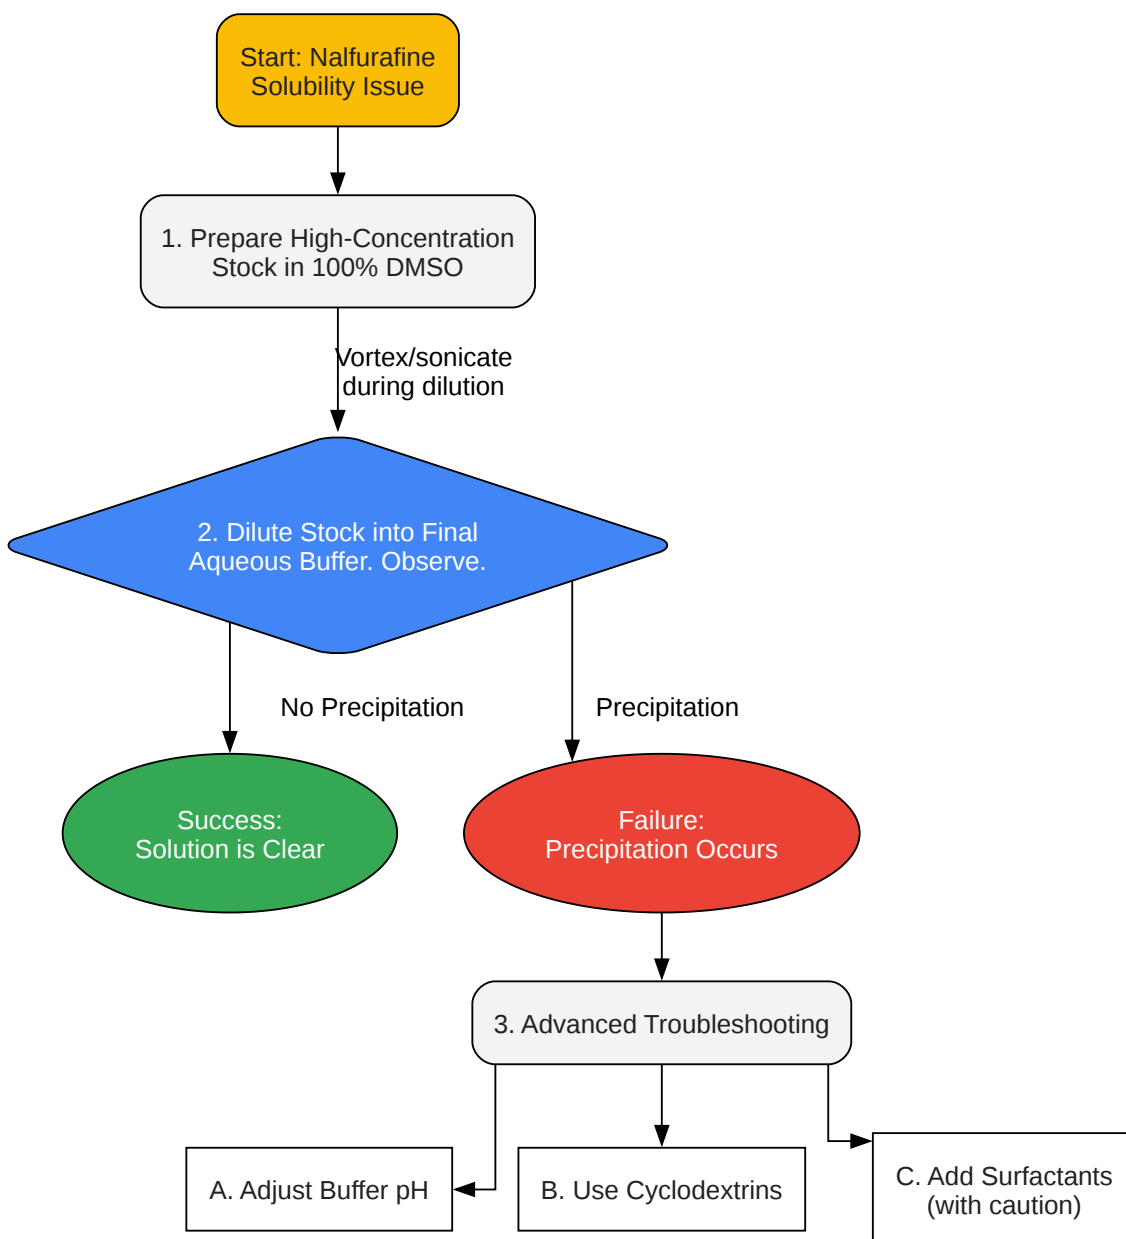 Start: Nalfurafine
Solubility Issue
1. Prepare High-Concentration
Stock in 100% DMSO
Vortex/sonicate
during dilution
2. Dilute Stock into Final
Aqueous Buffer. Observe.
No Precipitation
Precipitation
Success:
Solution is Clear
Failure:
Precipitation Occurs
3. Advanced Troubleshooting
A. Adjust Buffer pH
B. Use Cyclodextrins
C. Add Surfactants
(with caution)